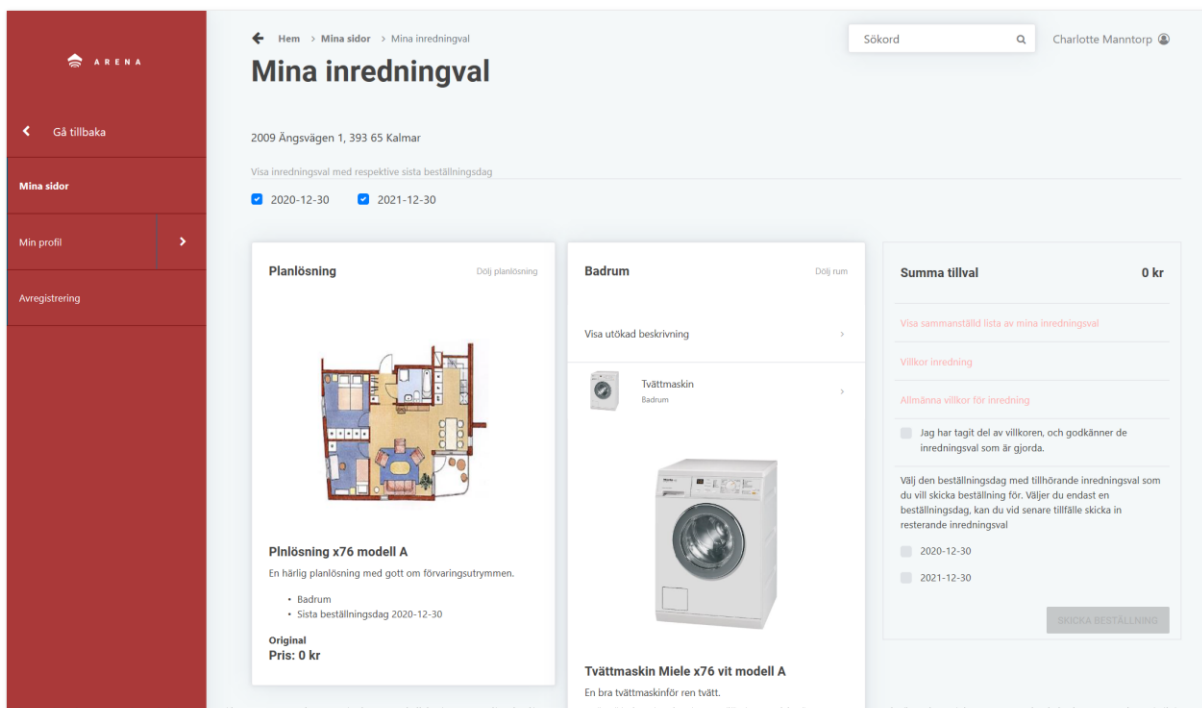 ARENA
Gå tillbaka
Mina sidor
Min profil
Avregistrering
Hem > Mina sidor > Mina inredningval
Sökord
Charlotte Manntorp
Mina inredningval
2009 Ängsvägen 1, 393 65 Kalmar
Visa inredningsval med respektive sista beställningsdag
2020-12-30
2021-12-30
Planlösning
Dölj planlösning
Plnlösning x76 modell A
En härlig planlösning med gott om förvaringsutrymmen.
• Badrum
• Sista beställningsdag 2020-12-30
Original
Pris: 0 kr
Badrum
Dölj rum
Visa utökad beskrivning
Tvättmaskin
Badrum
Tvättmaskin Miele x76 vit modell A
En bra tvättmaskinför ren tvätt.
Summa tillval
0 kr
Visa sammanställd lista av mina inredningsval
Villkor inredning
Allmänna villkor för inredning
Jag har tagit del av villkoren, och godkänner de
inredningsval som är gjorda.
Välj den beställningsdag med tillhörande inredningsval som
du vill skicka beställning för. Väljer du endast en
beställningsdag, kan du vid senare tillfälle skicka in
resterande inredningsval
2020-12-30
2021-12-30
SKICKA BESTÄLLNING